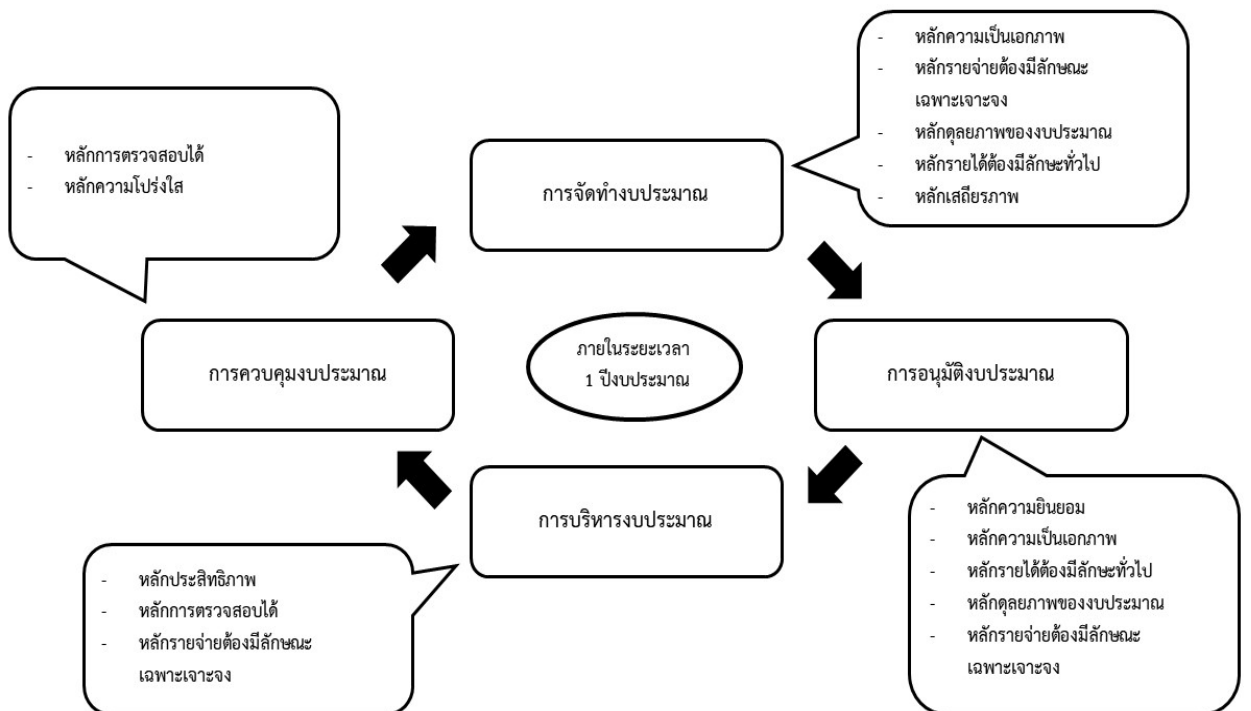 - หลักความเป็นเอกภาพ
- หลักรายจ่ายต้องมีลักษณะ
เฉพาะเจาะจง
- หลักดุลยภาพของงบประมาณ
- หลักรายได้ต้องมีลักษะทั่วไป
- หลักเสถียรภาพ
- หลักการตรวจสอบได้
- หลักความโปร่งใส
การจัดทำงบประมาณ
การควบคุมงบประมาณ
ภายในระยะเวลา
1 ปีงบประมาณ
การอนุมัติงบประมาณ
การบริหารงบประมาณ
- หลักความยินยอม
- หลักความเป็นเอกภาพ
- หลักรายได้ต้องมีลักษะทั่วไป
- หลักดุลยภาพของงบประมาณ
- หลักรายจ่ายต้องมีลักษณะ
เฉพาะเจาะจง
- หลักประสิทธิภาพ
- หลักการตรวจสอบได้
- หลักรายจ่ายต้องมีลักษณะ
เฉพาะเจาะจง